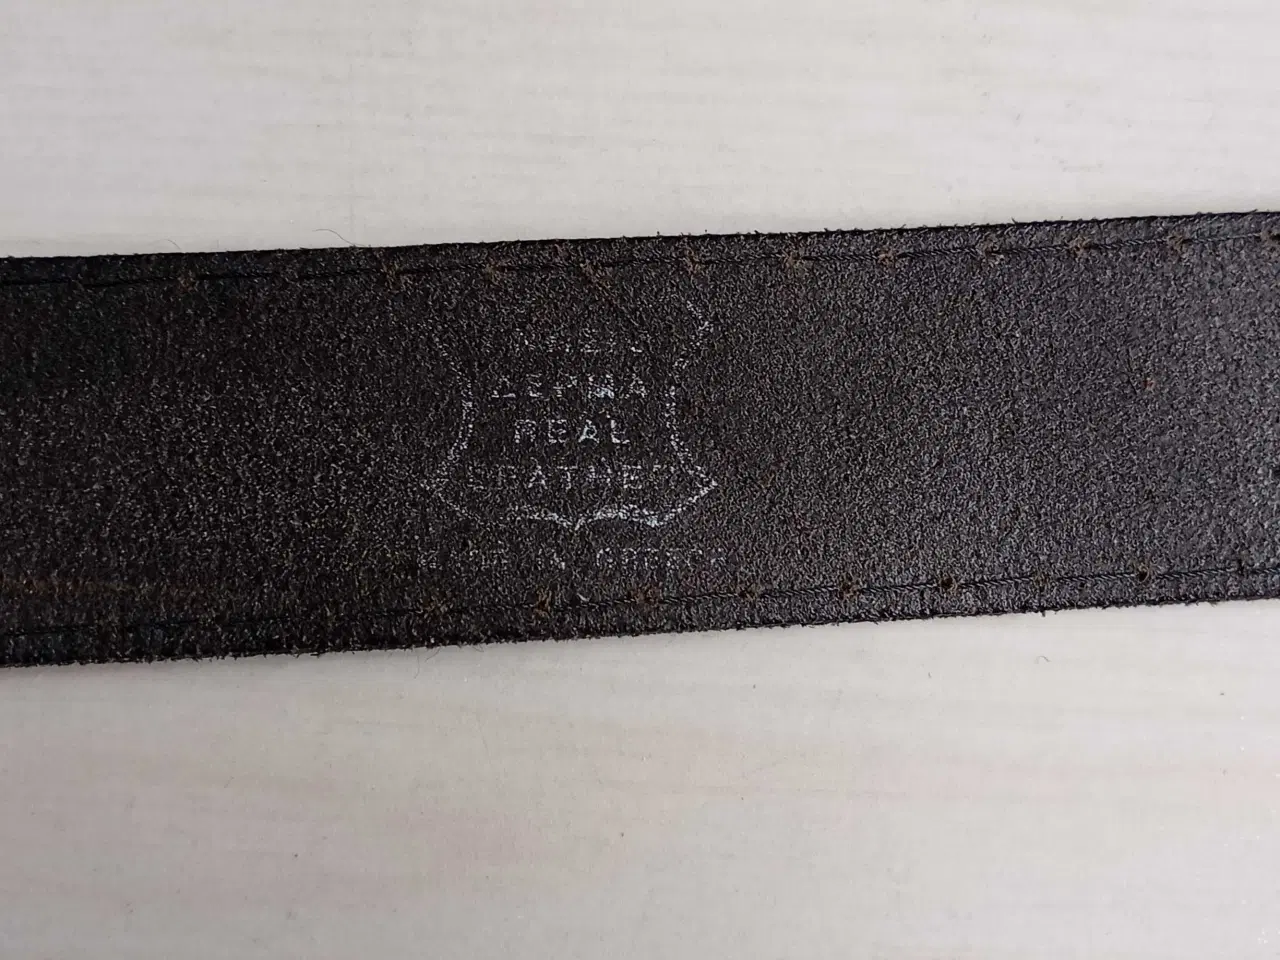 ΔΕΡΜΑ
REAL
LEATHER
MADE IN GREECE